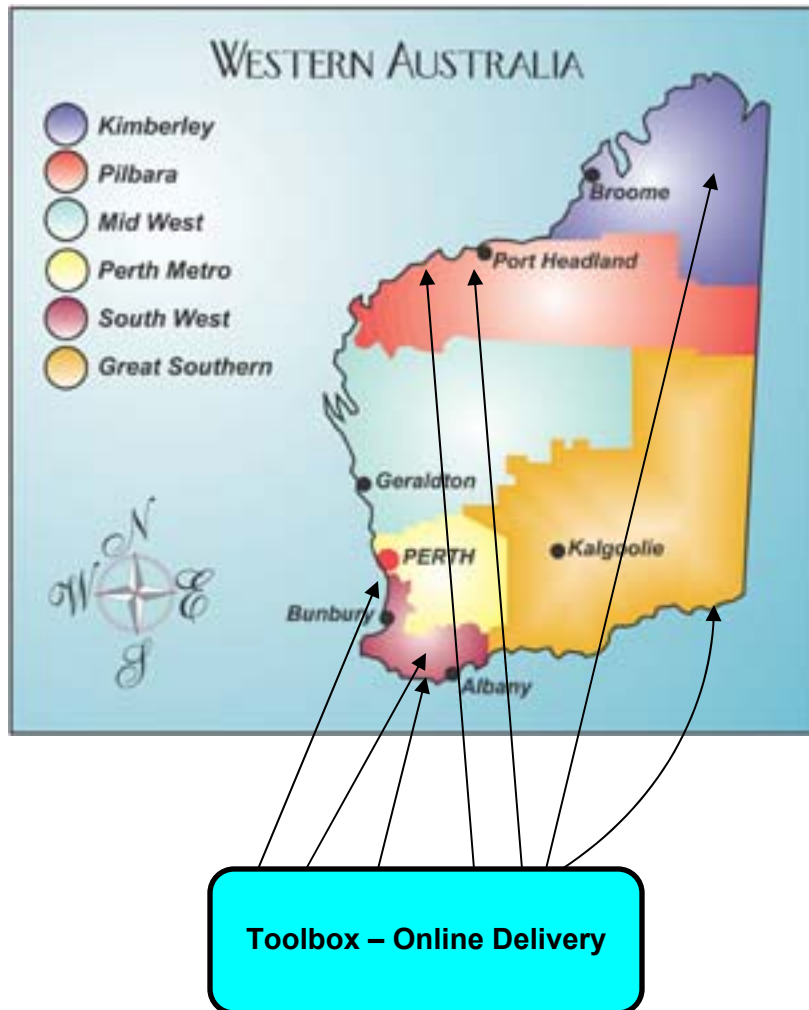 WESTERN AUSTRALIA
Kimberley
Pilbara
Mid West
Perth Metro
South West
Great Southern
Broome
Port Headland
Geraldton
PERTH
Kalgoolie
Bunbury
Albany
N
W
E
S
Toolbox – Online Delivery